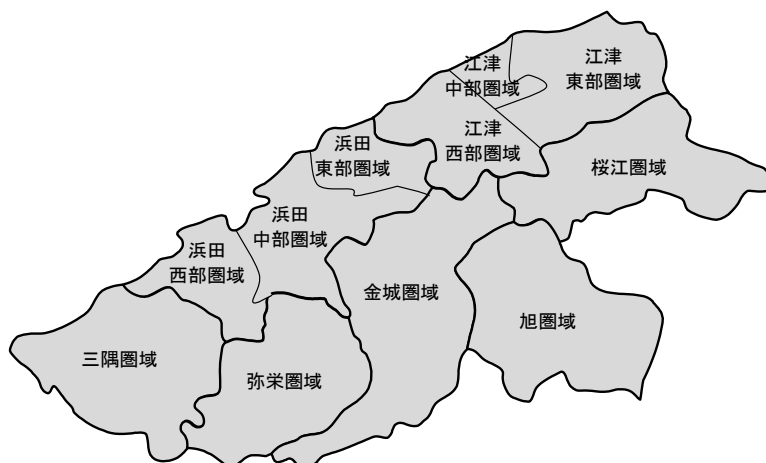 江津
中部圏域
江津
東部圏域
江津
西部圏域
浜田
東部圏域
桜江圏域
浜田
中部圏域
浜田
西部圏域
金城圏域
旭圏域
三隅圏域
弥栄圏域